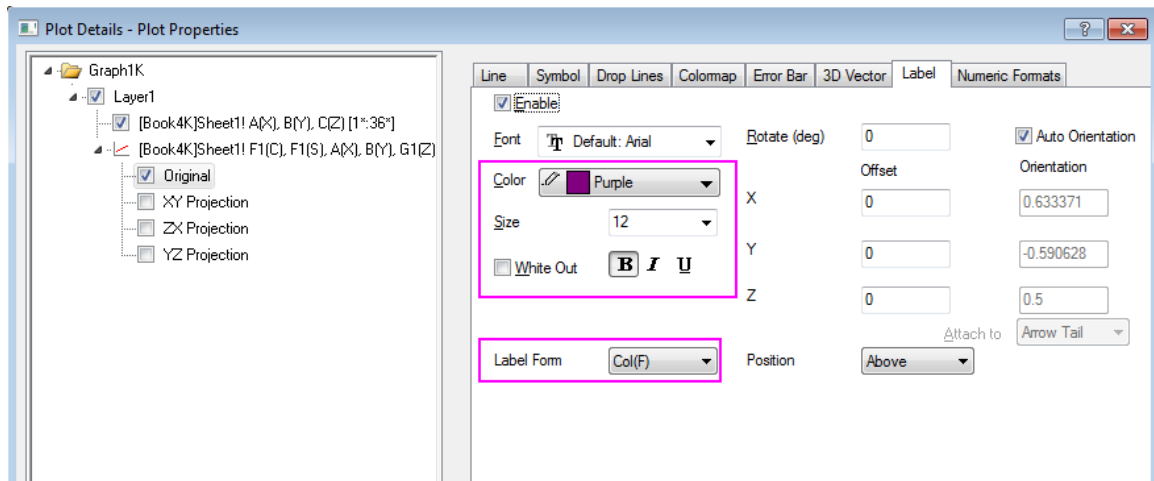 Plot Details - Plot Properties
?
Graph1K
Layer1
[Book4K]Sheet1! A(X), B(Y), C(Z) [1*:36*]
[Book4K]Sheet1! F1(C), F1(S), A(X), B(Y), G1(Z)
Original
XY Projection
ZX Projection
YZ Projection
Line Symbol Drop Lines Colormap Error Bar 3D Vector Label Numeric Formats
Enable
Font Default: Arial Rotate (deg) 0 Auto Orientation
Offset Orientation
Color Purple
X 0 0.633371
Size 12
Y 0 -0.590628
White Out B I U
Z 0 0.5
Attach to Arrow Tail
Label Form Col(F) Position Above